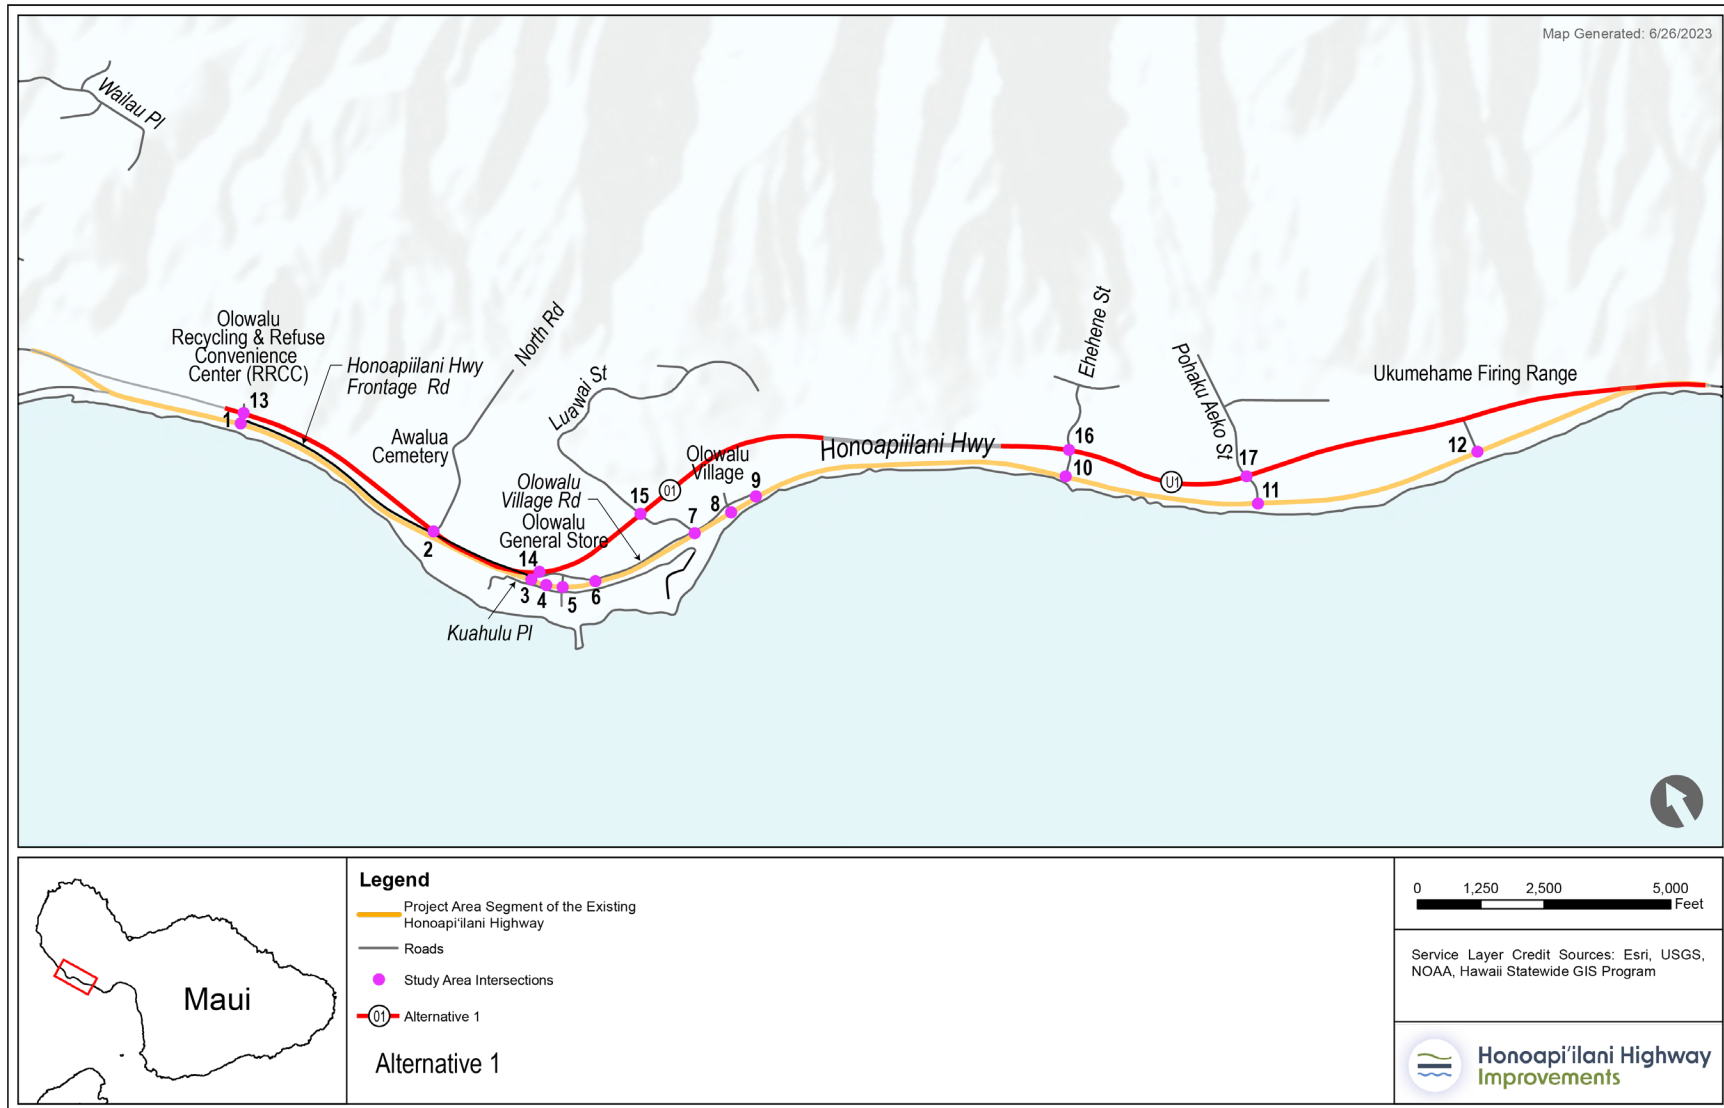 Map Generated: 6/26/2023
Wailau Pl
Olowalu
Recycling & Refuse
Convenience
Center (RRCC)
Honoapiilani Hwy
Frontage Rd
North Rd
Luawai St
Ehehene St
Pohaku Aeko St
Ukumehame Firing Range
13
1
Awalua
Cemetery
Olowalu
Village
Honoapiilani Hwy
16
10
17
11
12
U1
01
9
8
7
15
Olowalu
Village Rd
Olowalu
General Store
14
2
3
4
5
6
Kuahulu Pl
Maui
Legend
Project Area Segment of the Existing
Honoapiʻilani Highway
Roads
Study Area Intersections
01
Alternative 1
Alternative 1
0 1,250 2,500 5,000
Feet
Service Layer Credit Sources: Esri, USGS,
NOAA, Hawaii Statewide GIS Program
Honoapiʻilani Highway
Improvements